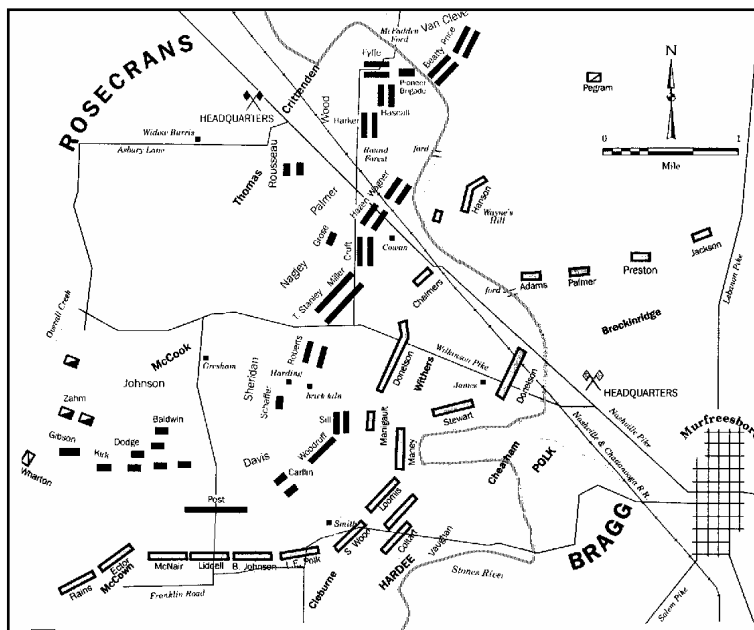 Van Cleve
McFadden
Ford
Price
Beatty
Fyffe
Pioneer
Brigade
Pegram
N
0
1
Mile
ROSECRANS
HEADQUARTERS
Crittenden
Wood
Hascall
Harker
Round
Forest
ford
Widow Burris
Asbury Lane
Thomas
Rousseau
Palmer
Hazen
Wagner
Grose
Cowan
Cruft
Negley
Miller
T. Stanley
Hanson
Wayne's
Hill
Chalmers
ford
Adams
Palmer
Preston
Jackson
Breckinridge
Lebanon Pike
Overall Creek
McCook
Gresham
Johnson
Sheridan
Roberts
Harding
brick kiln
Schaffer
Donelson
Withers
Wilkinson Pike
James
Donelson
HEADQUARTERS
Nashville Pike
Nashville & Chattanooga R.R.
Murfreesboro
Zahm
Baldwin
Gibson
Dodge
Kirk
Wharton
Davis
Sill
Woodruff
Carlin
Manigault
Stewart
Maney
Cheatham
POLK
BRAGG
Post
Loomis
Smith
S. Wood
Coltart
Vaughan
HARDEE
Cleburne
Stones River
Rains
Ector
McCown
McNair
Liddell
B. Johnson
L.E. Polk
Franklin Road
Salem Pike